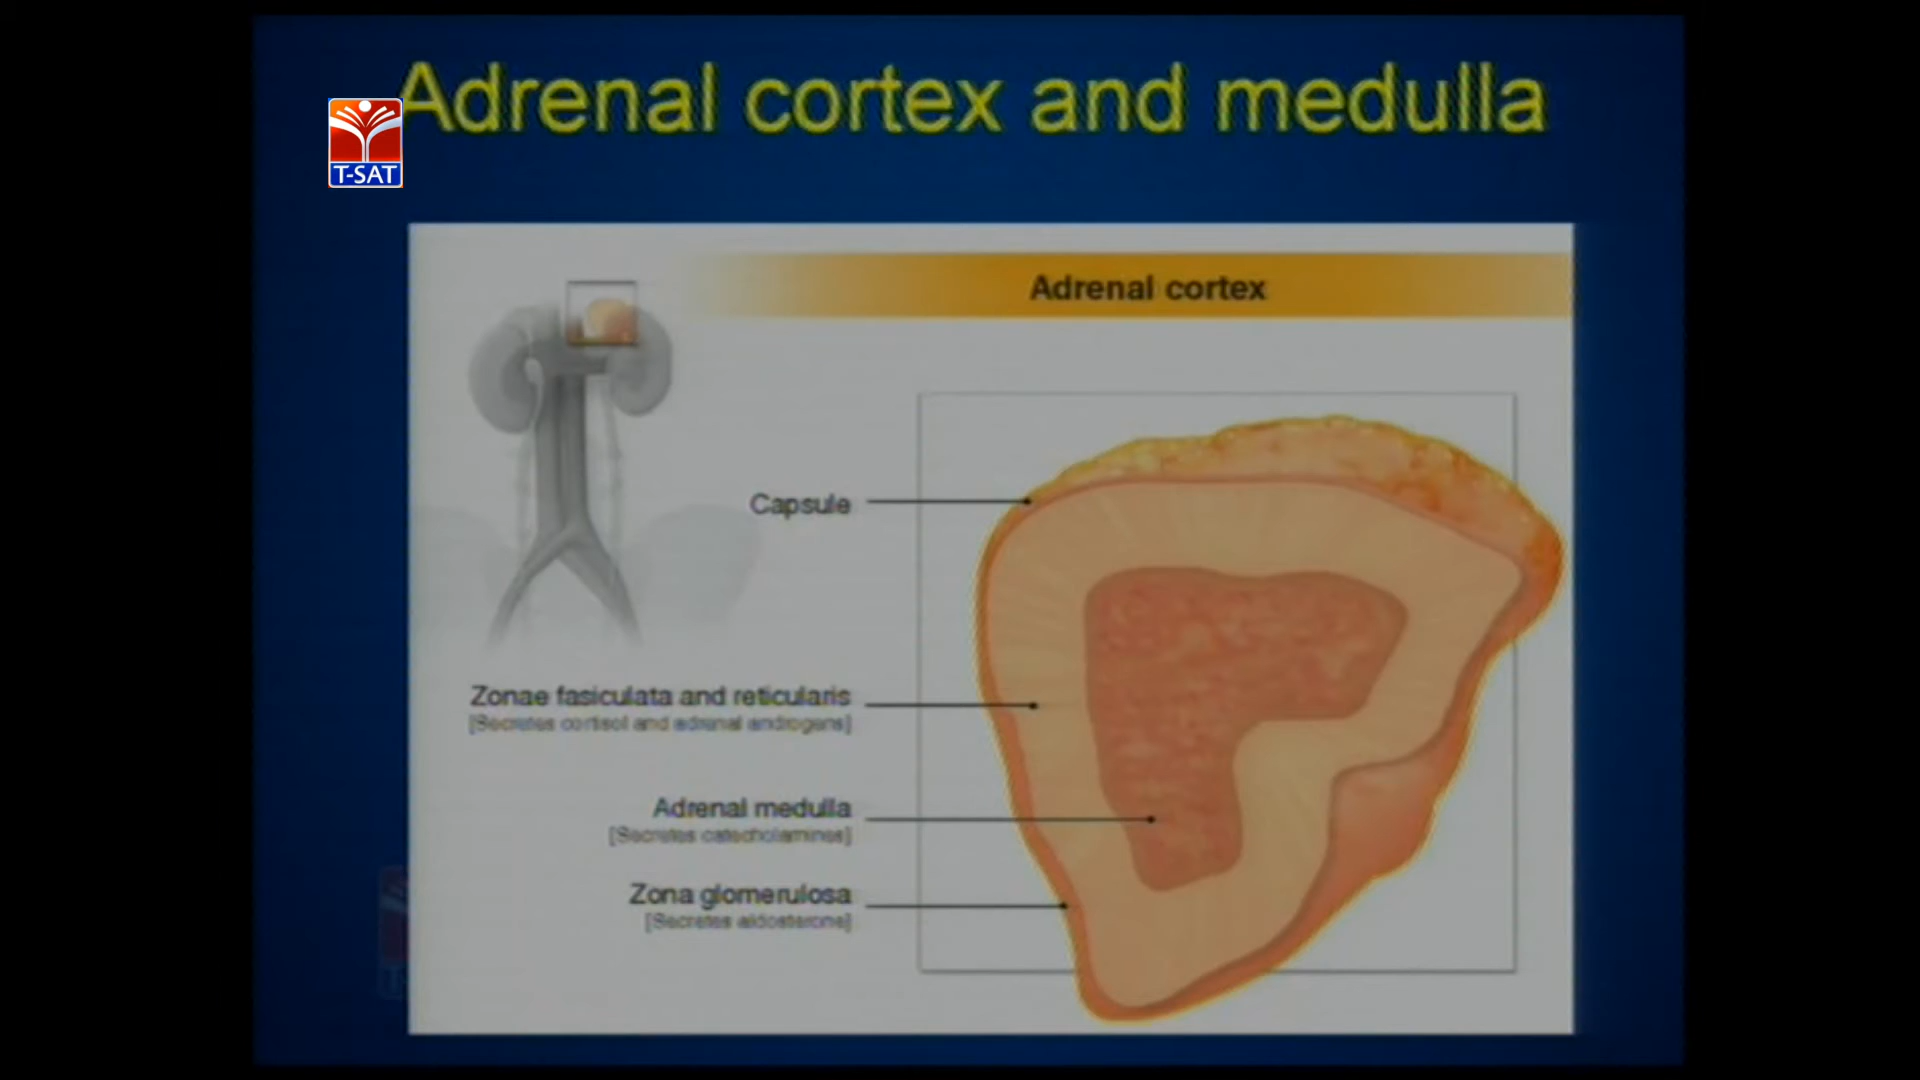 Adrenal cortex and medulla
T-SAT
Adrenal cortex
Capsule
Zonae fasiculata and reticularis
[Secretes cortisol and adrenal androgens]
Adrenal medulla
[Secretes catecholamines]
Zona glomerulosa
[Secretes aldosterone]